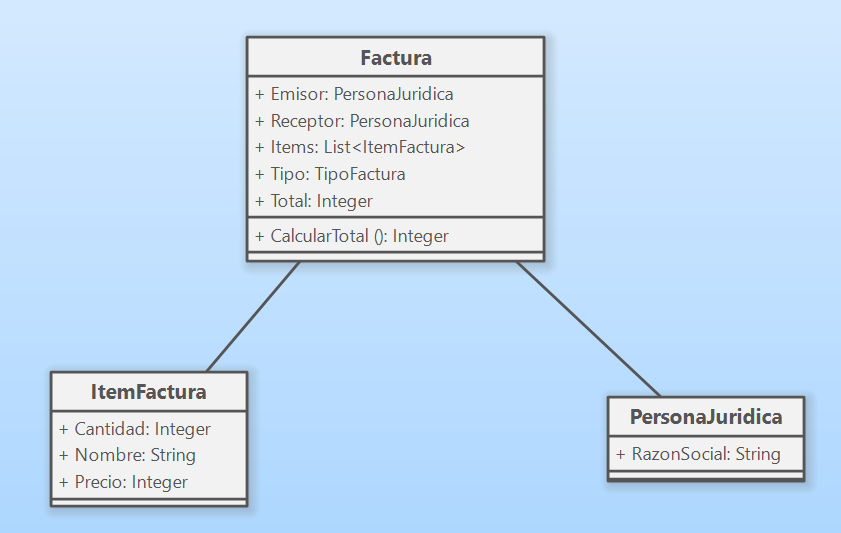 Factura
+ Emisor: PersonaJuridica
+ Receptor: PersonaJuridica
+ Items: List<ItemFactura>
+ Tipo: TipoFactura
+ Total: Integer
+ CalcularTotal (): Integer
ItemFactura
+ Cantidad: Integer
+ Nombre: String
+ Precio: Integer
PersonaJuridica
+ RazonSocial: String